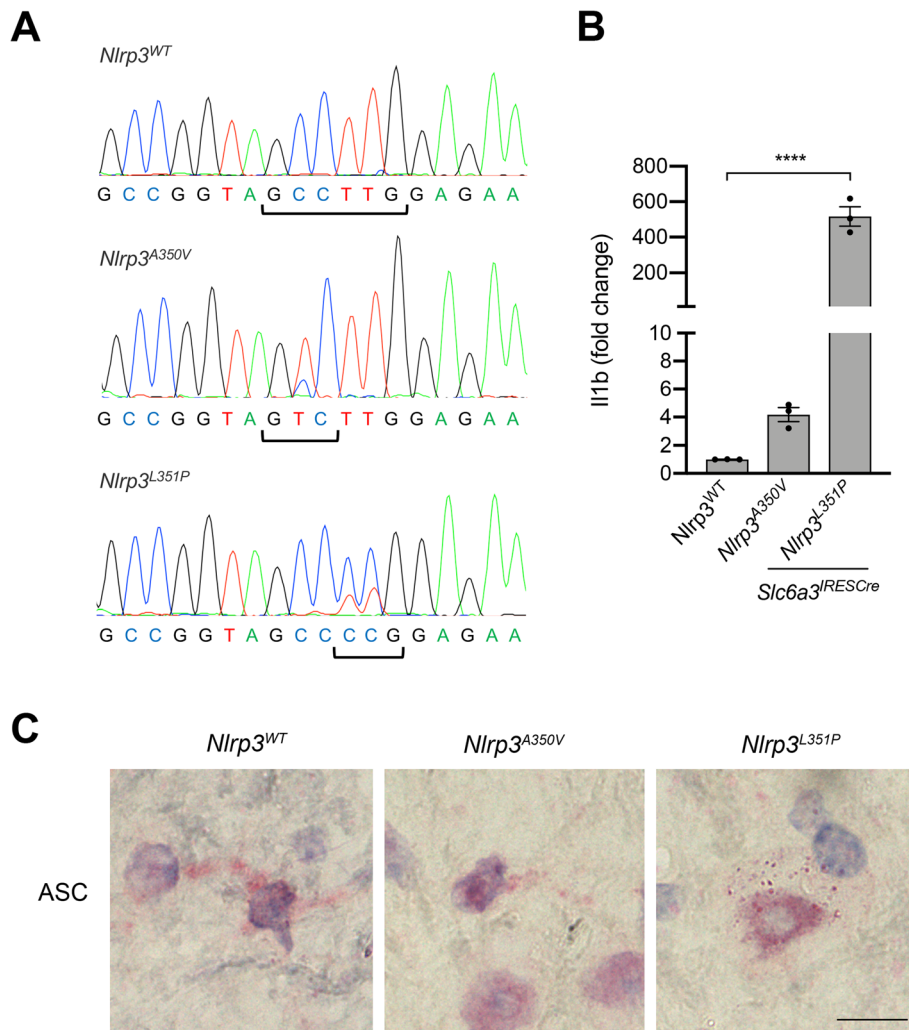 A
Nlrp3WT
G C C G G T A G C C T T G G A G A A
Nlrp3A350V
G C C G G T A G T C T T G G A G A A
Nlrp3L351P
G C C G G T A G C C C C G G A G A A
B
Il1b (fold change)
800
600
400
200
10
8
6
4
2
0
****
Nlrp3WT
Nlrp3A350V
Nlrp3L351P
Slc6a3IRESCre
C
Nlrp3WT
Nlrp3A350V
Nlrp3L351P
ASC